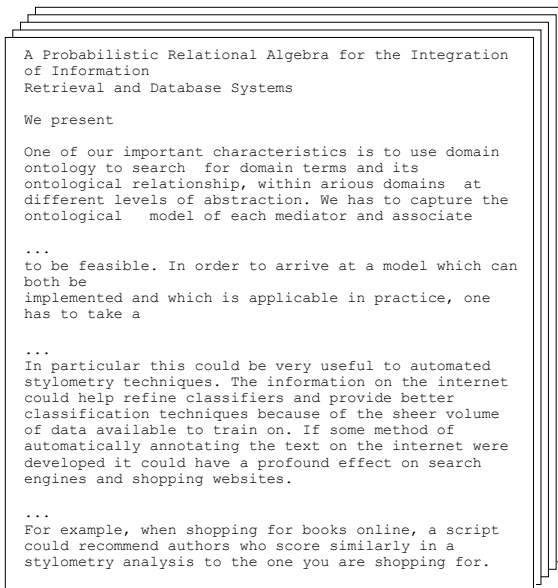 A Probabilistic Relational Algebra for the Integration
of Information
Retrieval and Database Systems
We present
One of our important characteristics is to use domain
ontology to search  for domain terms and its
ontological relationship, within arious domains  at
different levels of abstraction. We has to capture the
ontological   model of each mediator and associate
...
to be feasible. In order to arrive at a model which can
both be
implemented and which is applicable in practice, one
has to take a
...
In particular this could be very useful to automated
stylometry techniques. The information on the internet
could help refine classifiers and provide better
classification techniques because of the sheer volume
of data available to train on. If some method of
automatically annotating the text on the internet were
developed it could have a profound effect on search
engines and shopping websites.
...
For example, when shopping for books online, a script
could recommend authors who score similarly in a
stylometry analysis to the one you are shopping for.